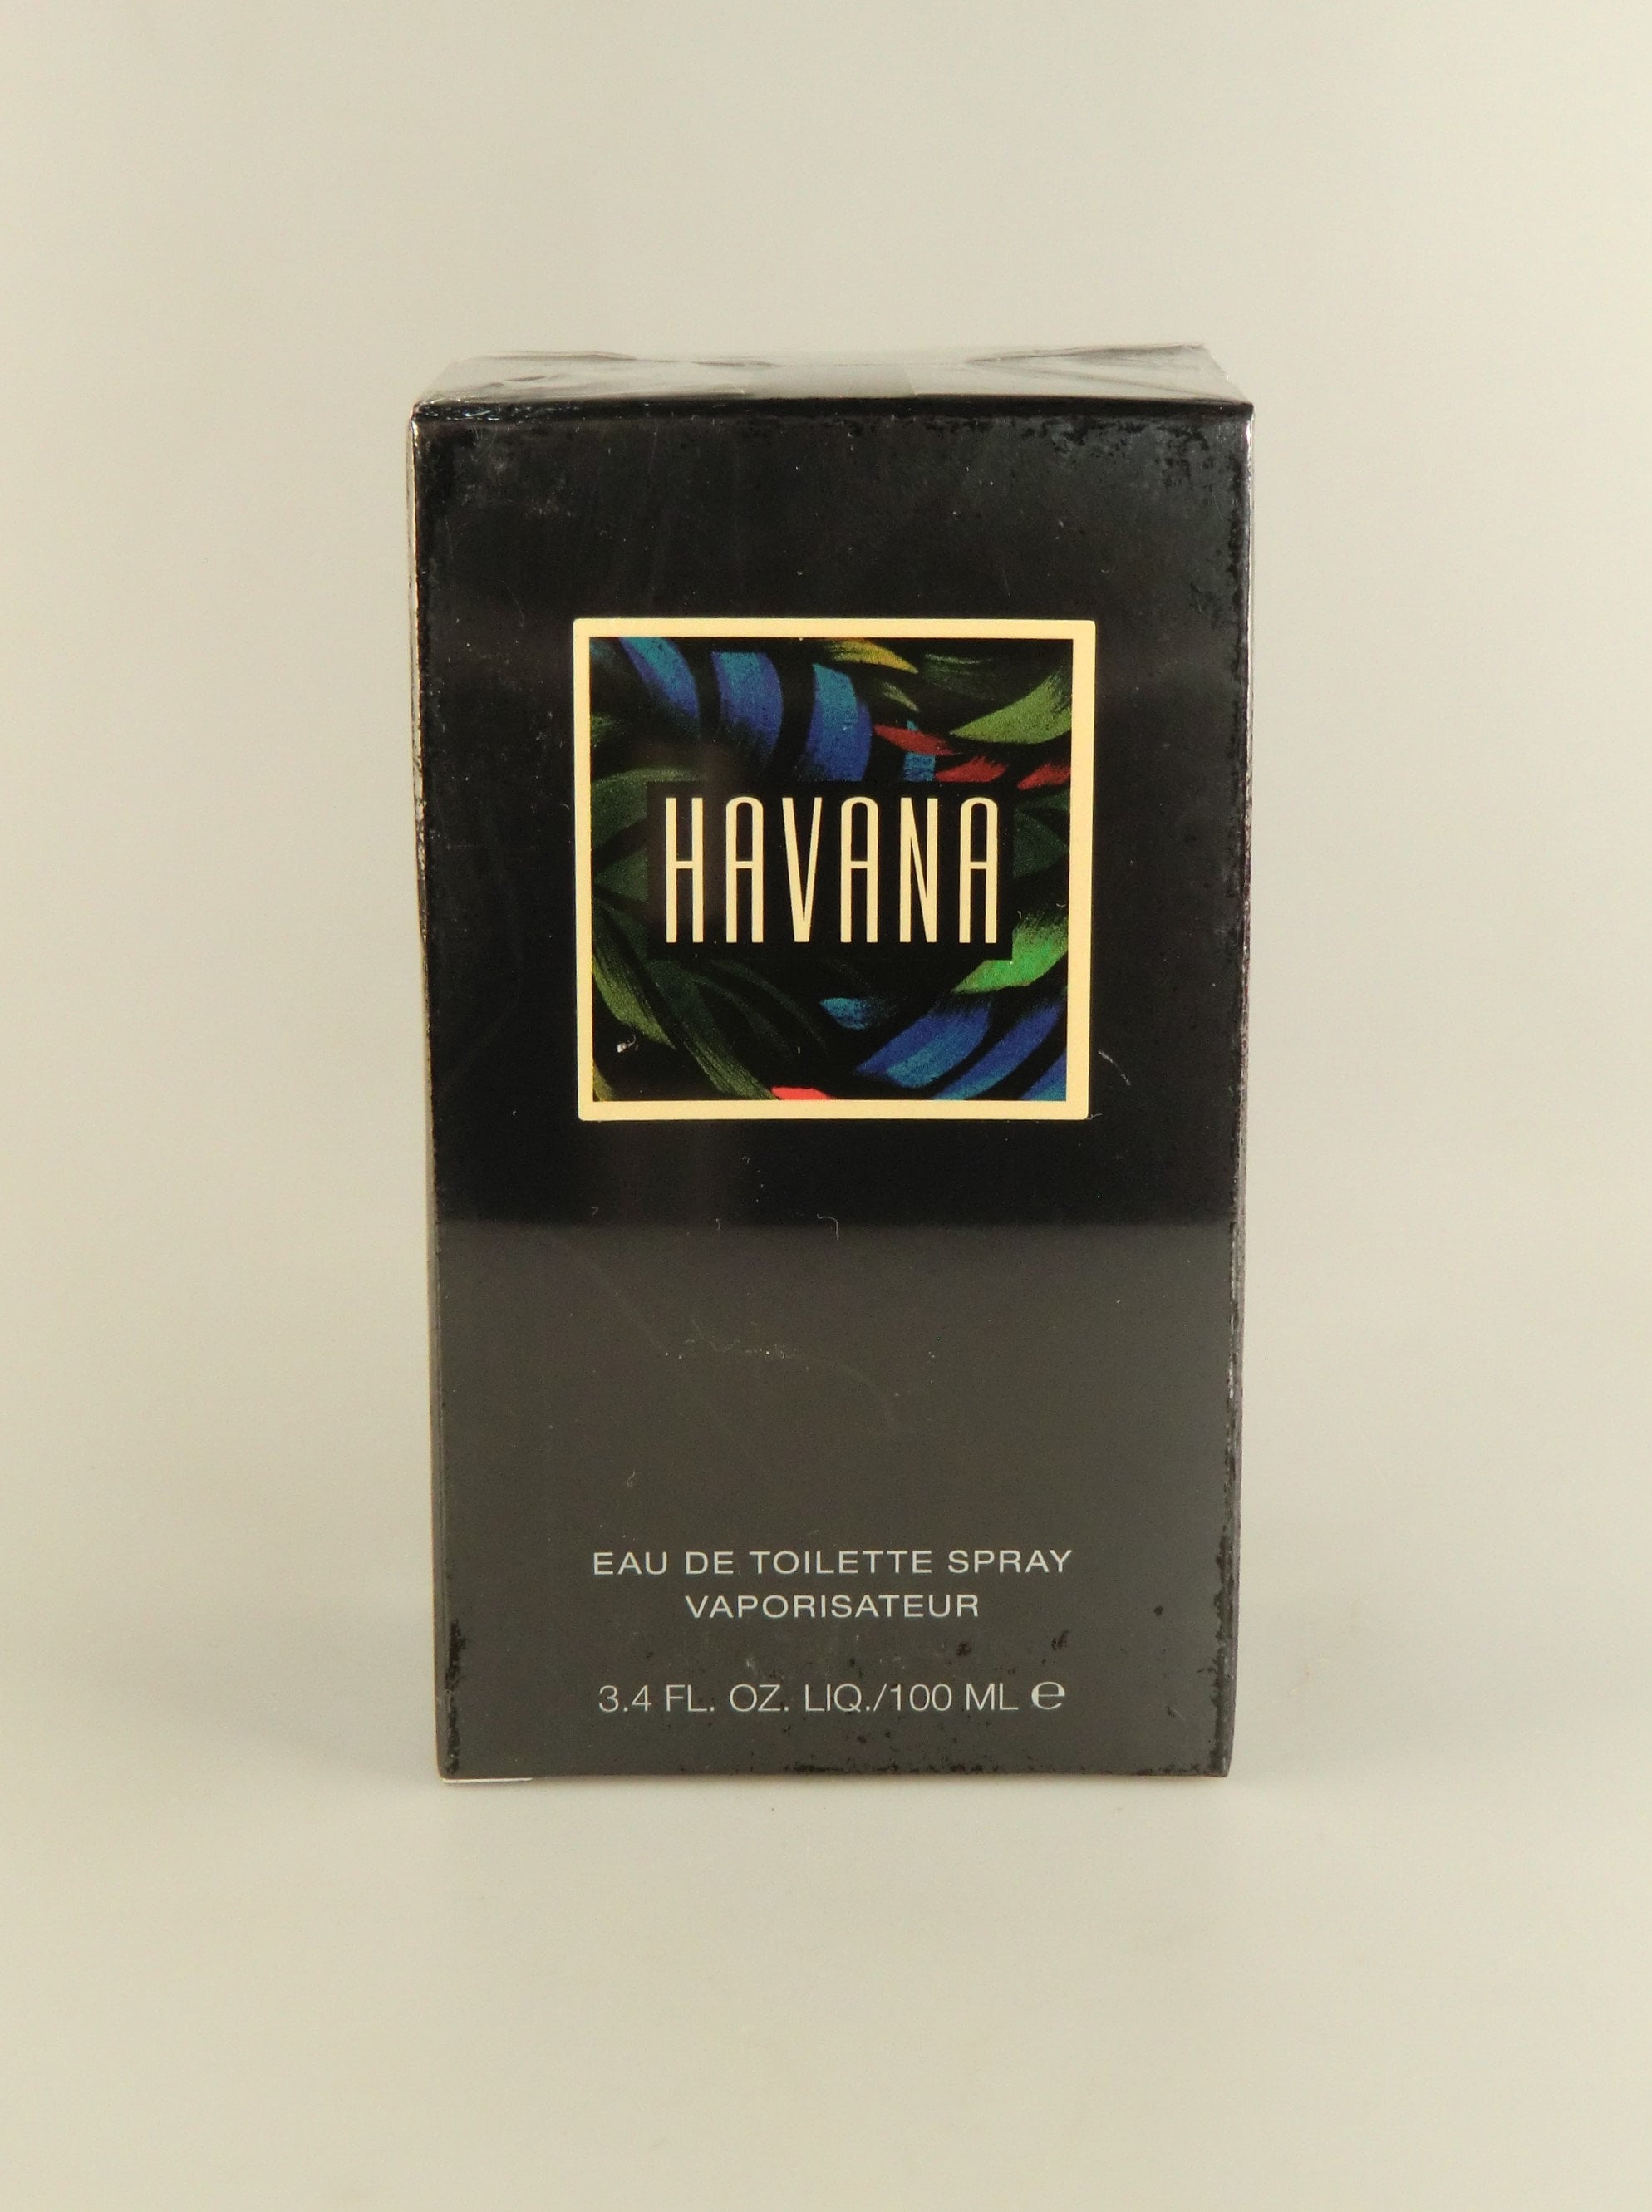 HAVANA
EAU DE TOILETTE SPRAY
VAPORISATEUR
3.4 FL. OZ. LIQ./100 ML ℮